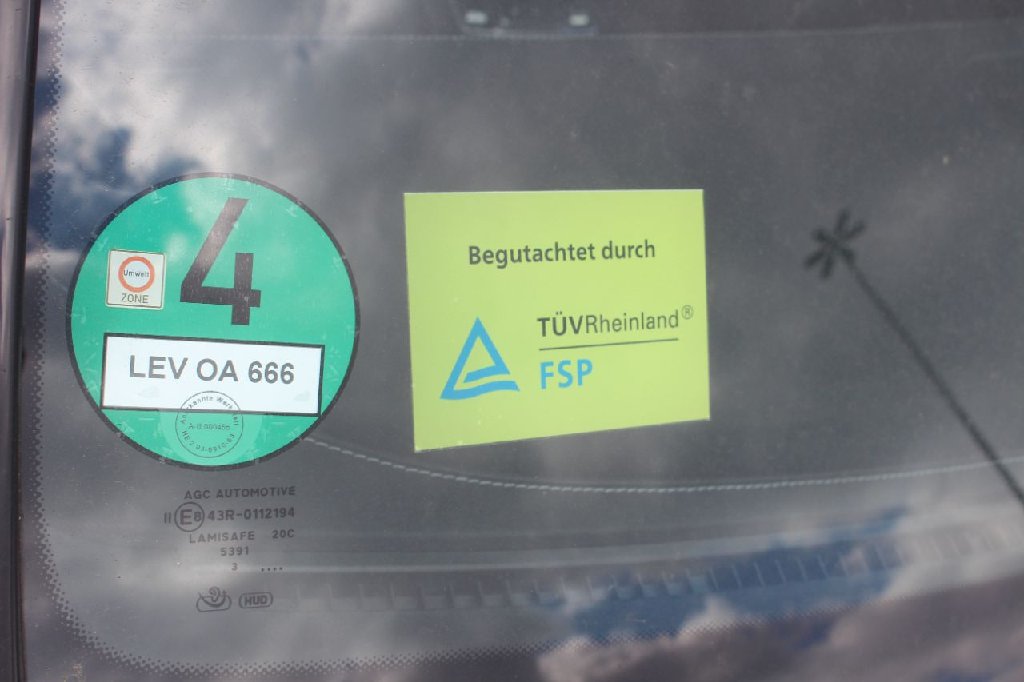 4
Umwelt
ZONE
LEV OA 666
Begutachtet durch
TÜVRheinland®
FSP
AGC AUTOMOTIVE
II E8 43R-0112194
LAMISAFE 20C
5391
3 ....
HUD